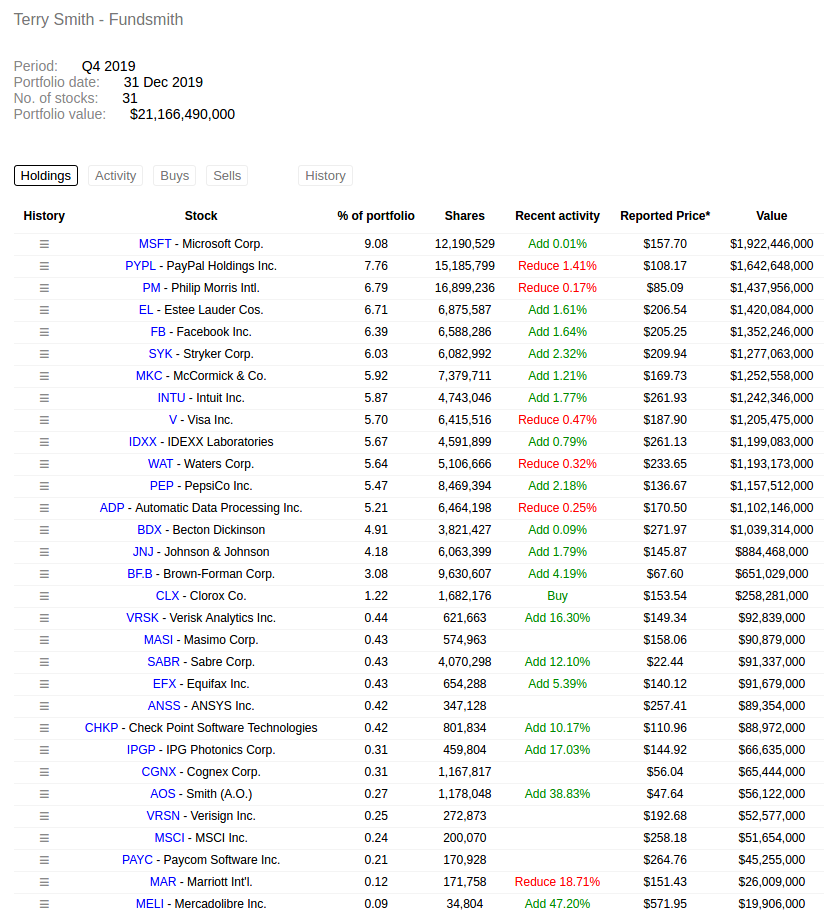 Terry Smith - Fundsmith
Period: Q4 2019
Portfolio date: 31 Dec 2019
No. of stocks: 31
Portfolio value: $21,166,490,000
Holdings Activity Buys Sells History
History Stock % of portfolio Shares Recent activity Reported Price* Value
≡ MSFT - Microsoft Corp. 9.08 12,190,529 Add 0.01% $157.70 $1,922,446,000
≡ PYPL - PayPal Holdings Inc. 7.76 15,185,799 Reduce 1.41% $108.17 $1,642,648,000
≡ PM - Philip Morris Intl. 6.79 16,899,236 Reduce 0.17% $85.09 $1,437,956,000
≡ EL - Estee Lauder Cos. 6.71 6,875,587 Add 1.61% $206.54 $1,420,084,000
≡ FB - Facebook Inc. 6.39 6,588,286 Add 1.64% $205.25 $1,352,246,000
≡ SYK - Stryker Corp. 6.03 6,082,992 Add 2.32% $209.94 $1,277,063,000
≡ MKC - McCormick & Co. 5.92 7,379,711 Add 1.21% $169.73 $1,252,558,000
≡ INTU - Intuit Inc. 5.87 4,743,046 Add 1.77% $261.93 $1,242,346,000
≡ V - Visa Inc. 5.70 6,415,516 Reduce 0.47% $187.90 $1,205,475,000
≡ IDXX - IDEXX Laboratories 5.67 4,591,899 Add 0.79% $261.13 $1,199,083,000
≡ WAT - Waters Corp. 5.64 5,106,666 Reduce 0.32% $233.65 $1,193,173,000
≡ PEP - PepsiCo Inc. 5.47 8,469,394 Add 2.18% $136.67 $1,157,512,000
≡ ADP - Automatic Data Processing Inc. 5.21 6,464,198 Reduce 0.25% $170.50 $1,102,146,000
≡ BDX - Becton Dickinson 4.91 3,821,427 Add 0.09% $271.97 $1,039,314,000
≡ JNJ - Johnson & Johnson 4.18 6,063,399 Add 1.79% $145.87 $884,468,000
≡ BF.B - Brown-Forman Corp. 3.08 9,630,607 Add 4.19% $67.60 $651,029,000
≡ CLX - Clorox Co. 1.22 1,682,176 Buy $153.54 $258,281,000
≡ VRSK - Verisk Analytics Inc. 0.44 621,663 Add 16.30% $149.34 $92,839,000
≡ MASI - Masimo Corp. 0.43 574,963 $158.06 $90,879,000
≡ SABR - Sabre Corp. 0.43 4,070,298 Add 12.10% $22.44 $91,337,000
≡ EFX - Equifax Inc. 0.43 654,288 Add 5.39% $140.12 $91,679,000
≡ ANSS - ANSYS Inc. 0.42 347,128 $257.41 $89,354,000
≡ CHKP - Check Point Software Technologies 0.42 801,834 Add 10.17% $110.96 $88,972,000
≡ IPGP - IPG Photonics Corp. 0.31 459,804 Add 17.03% $144.92 $66,635,000
≡ CGNX - Cognex Corp. 0.31 1,167,817 $56.04 $65,444,000
≡ AOS - Smith (A.O.) 0.27 1,178,048 Add 38.83% $47.64 $56,122,000
≡ VRSN - Verisign Inc. 0.25 272,873 $192.68 $52,577,000
≡ MSCI - MSCI Inc. 0.24 200,070 $258.18 $51,654,000
≡ PAYC - Paycom Software Inc. 0.21 170,928 $264.76 $45,255,000
≡ MAR - Marriott Int'l. 0.12 171,758 Reduce 18.71% $151.43 $26,009,000
≡ MELI - Mercadolibre Inc. 0.09 34,804 Add 47.20% $571.95 $19,906,000